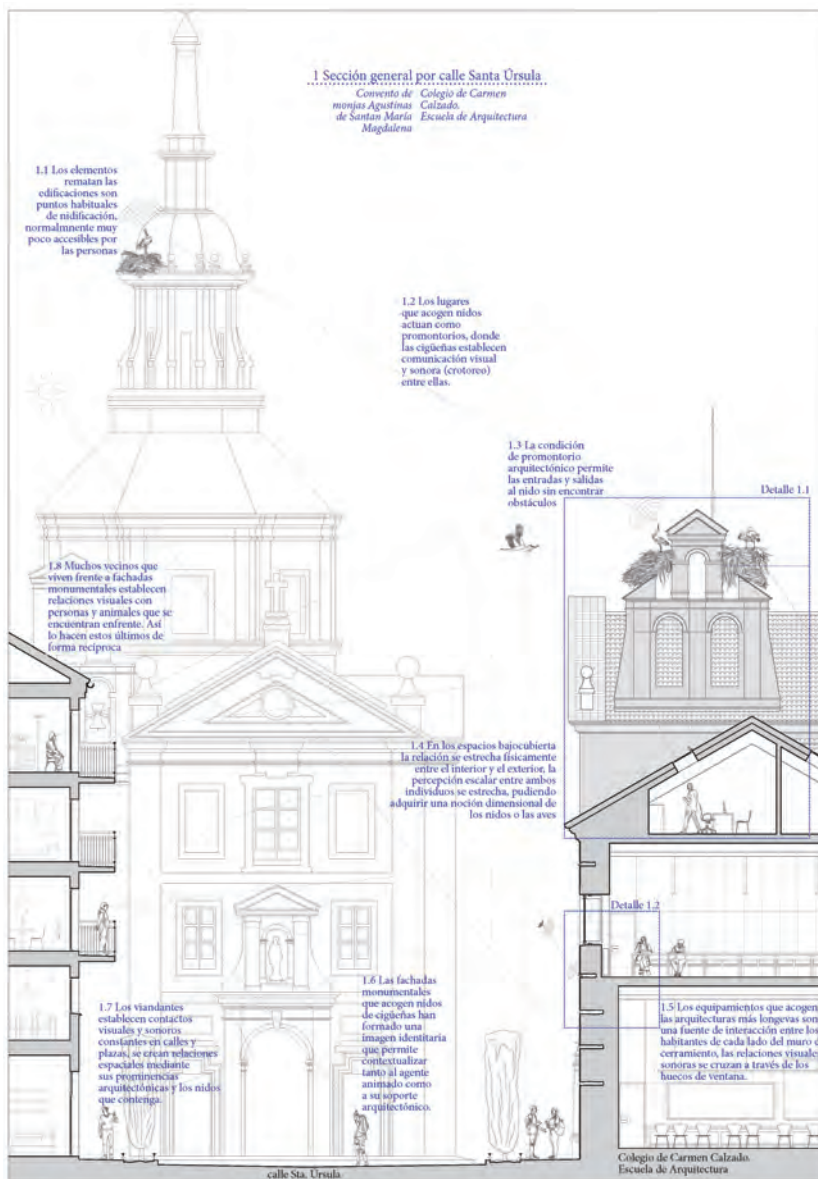 1 Sección general por calle Santa Úrsula
Convento de
monjas Agustinas
de Santan María
Magdalena
Colegio de Carmen
Calzado.
Escuela de Arquitectura
1.1 Los elementos
rematan las
edificaciones son
puntos habituales
de nidificación,
normalmnente muy
poco accesibles por
las personas
1.2 Los lugares
que acogen nidos
actuan como
promontorios, donde
las cigüeñas establecen
comunicación visual
y sonora (crotoreo)
entre ellas.
1.3 La condición
de promontorio
arquitectónico permite
las entradas y salidas
al nido sin encontrar
obstáculos
Detalle 1.1
1.8 Muchos vecinos que
viven frente a fachadas
monumentales establecen
relaciones visuales con
personas y animales que se
encuentran enfrente. Así
lo hacen estos últimos de
forma recíproca
1.4 En los espacios bajocubierta
la relación se estrecha físicamente
entre el interior y el exterior, la
percepción escalar entre ambos
individuos se estrecha, pudiendo
adquirir una noción dimensional de
los nidos o las aves
Detalle 1.2
1.7 Los viandantes
establecen contactos
visuales y sonoros
constantes en calles y
plazas, se crean relaciones
espaciales mediante
sus prominencias
arquitectónicas y los nidos
que contenga.
1.6 Las fachadas
monumentales
que acogen nidos
de cigüeñas han
formado una
imagen identitaria
que permite
contextualizar
tanto al agente
animado como
a su soporte
arquitectónico.
1.5 Los equipamientos que acogen
las arquitecturas más longevas son
una fuente de interacción entre los
habitantes de cada lado del muro d
cerramiento, las relaciones visuale
sonoras se cruzan a través de los
huecos de ventana.
calle Sta. Úrsula.
Colegio de Carmen Calzado.
Escuela de Arquitectura